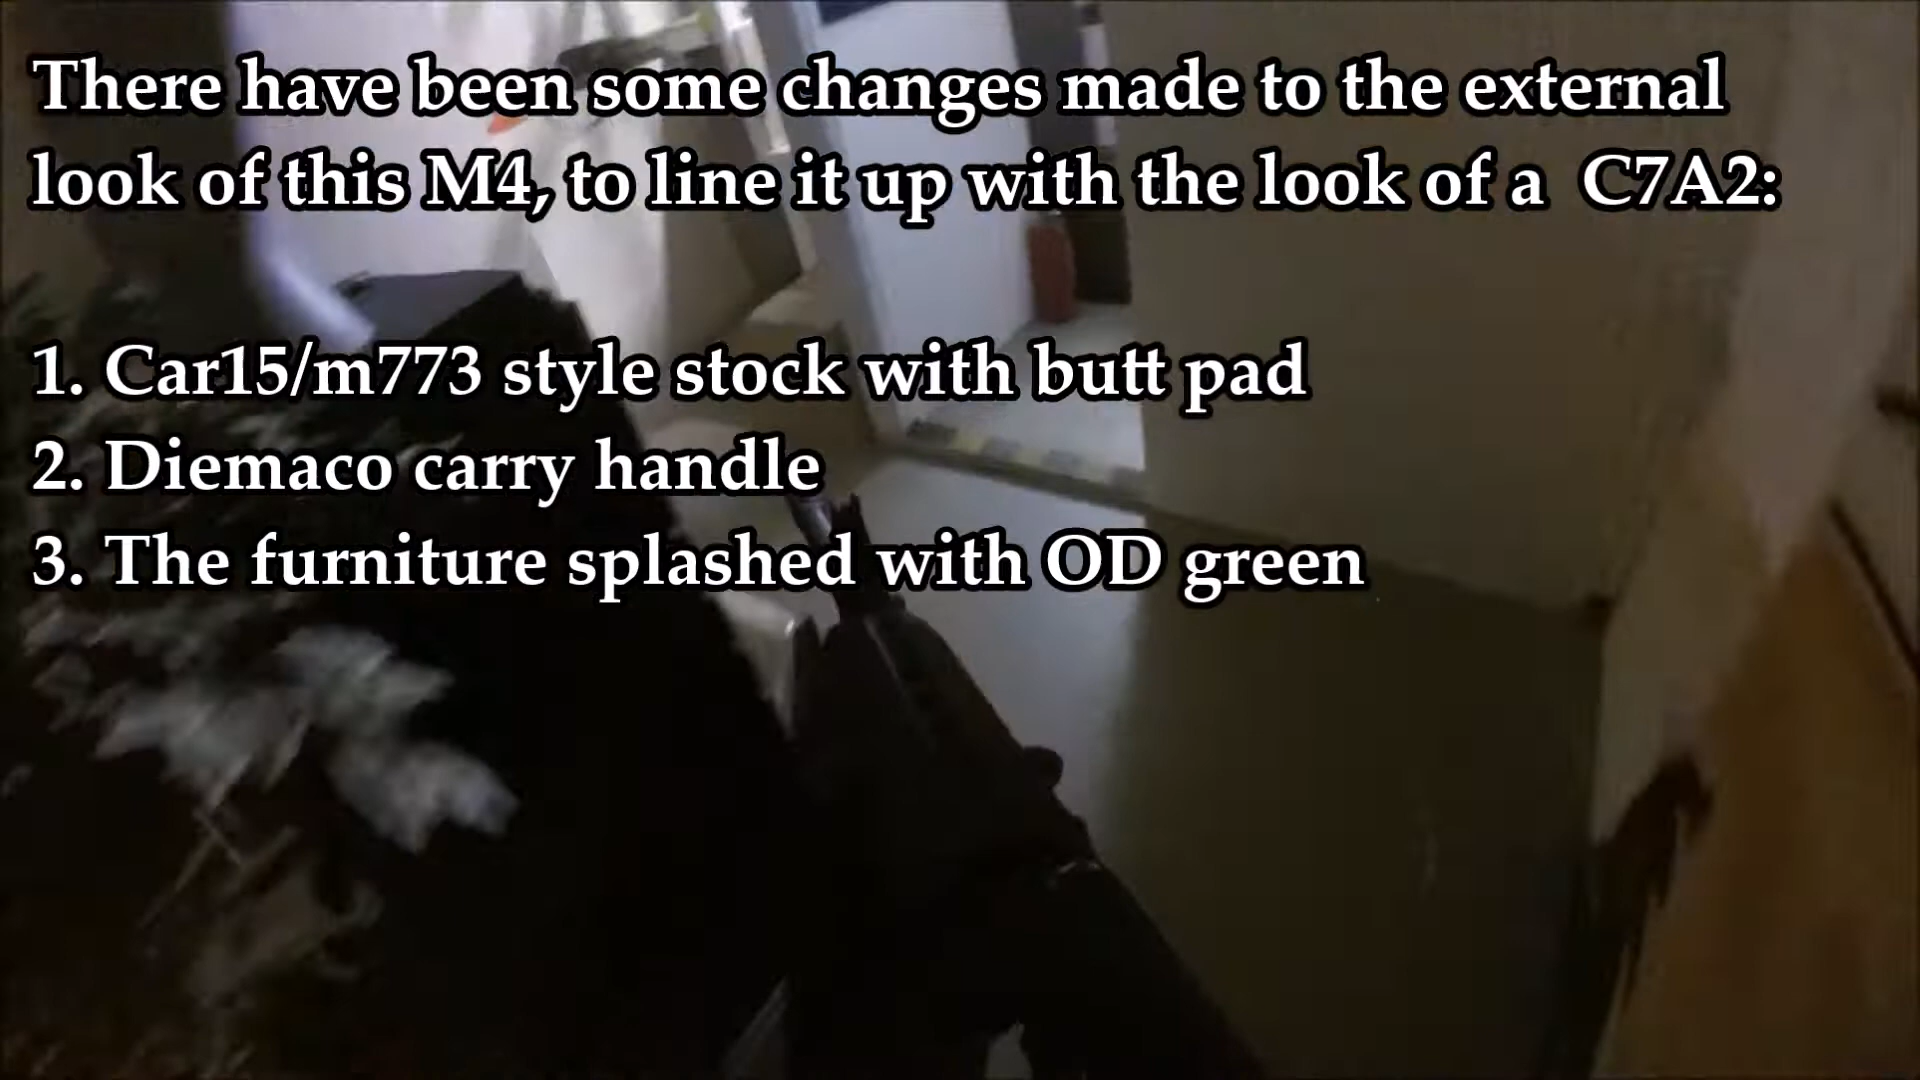 There have been some changes made to the external
look of this M4, to line it up with the look of a C7A2:
1. Car15/m773 style stock with butt pad
2. Diemaco carry handle
3. The furniture splashed with OD green